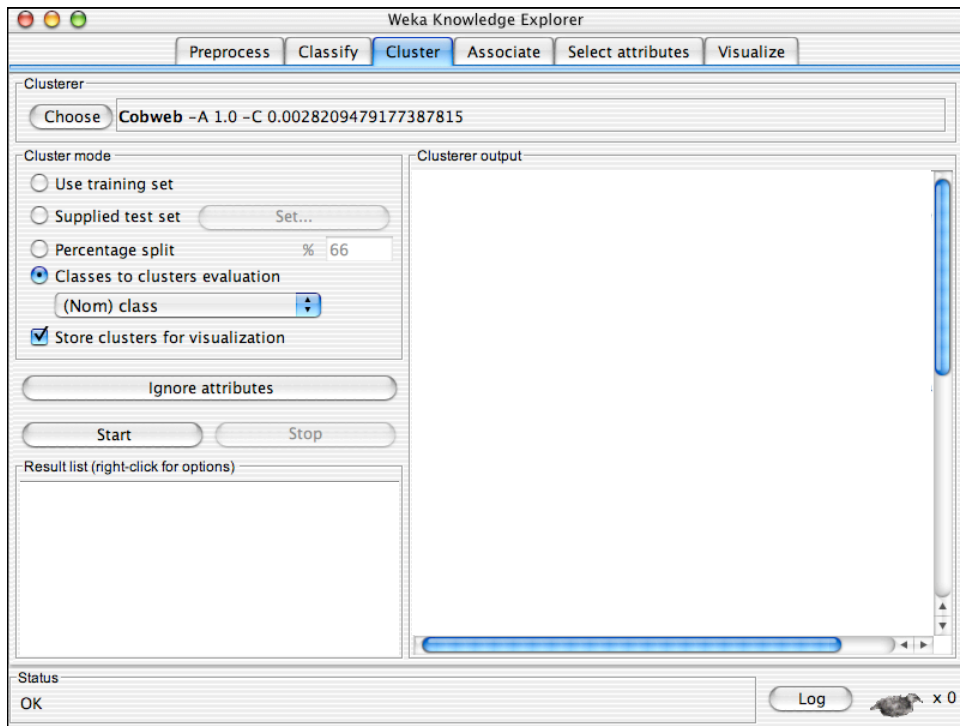 Weka Knowledge Explorer
Preprocess Classify Cluster Associate Select attributes Visualize
Clusterer
Choose Cobweb -A 1.0 -C 0.0028209479177387815
Cluster mode
Use training set
Supplied test set Set...
Percentage split % 66
Classes to clusters evaluation
(Nom) class
Store clusters for visualization
Ignore attributes
Start Stop
Result list (right-click for options)
Clusterer output
Status
OK
Log x 0